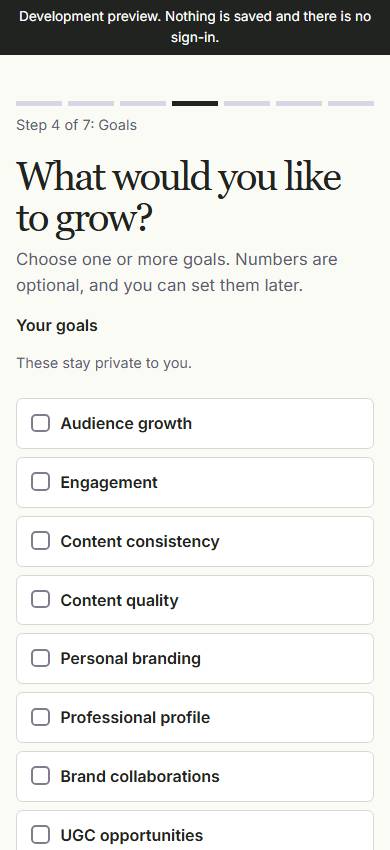 Development preview. Nothing is saved and there is no
sign-in.
Step 4 of 7: Goals
What would you like
to grow?
Choose one or more goals. Numbers are
optional, and you can set them later.
Your goals
These stay private to you.
Audience growth
Engagement
Content consistency
Content quality
Personal branding
Professional profile
Brand collaborations
UGC opportunities